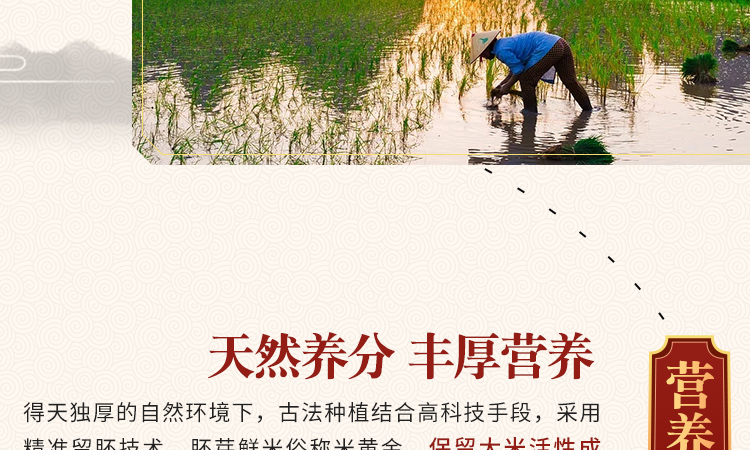 天然养分 丰厚营养
营养
得天独厚的自然环境下，古法种植结合高科技手段，采用
精准留胚技术，胚芽鲜米俗称米黄金，保留大米活性成